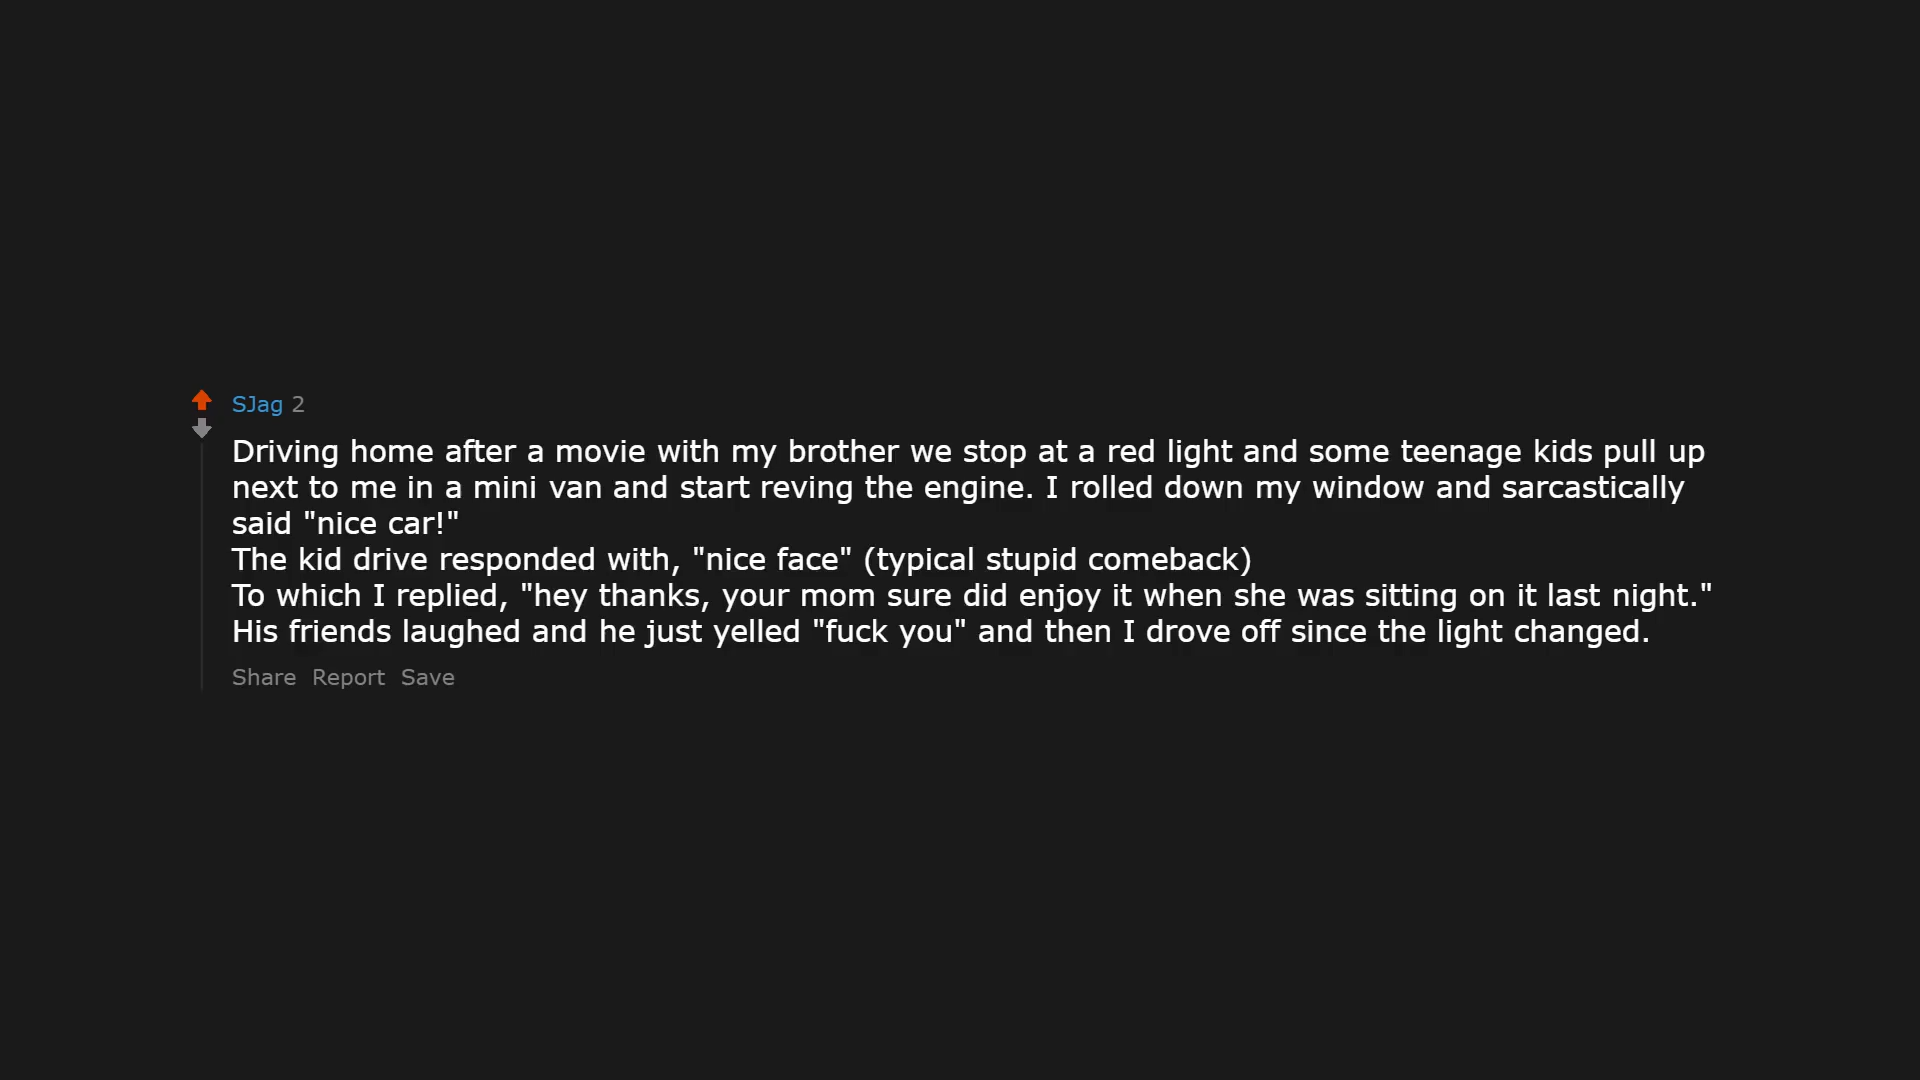 SJag 2
Driving home after a movie with my brother we stop at a red light and some teenage kids pull up
next to me in a mini van and start reving the engine. I rolled down my window and sarcastically
said "nice car!"
The kid drive responded with, "nice face" (typical stupid comeback)
To which I replied, "hey thanks, your mom sure did enjoy it when she was sitting on it last night."
His friends laughed and he just yelled "fuck you" and then I drove off since the light changed.
Share Report Save